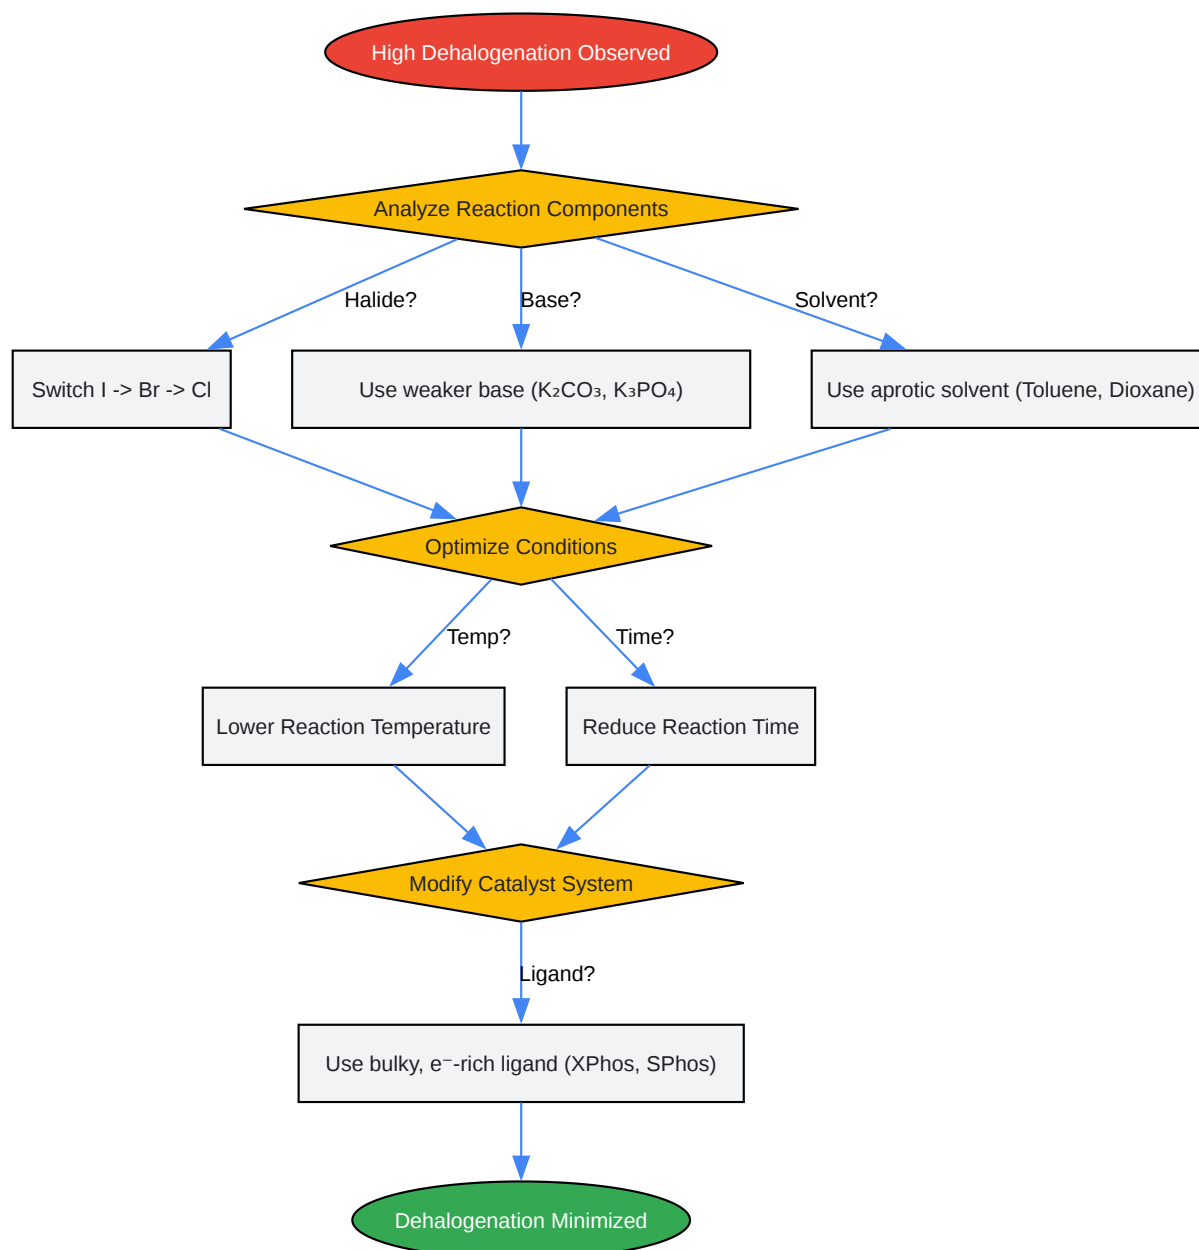 High Dehalogenation Observed
Analyze Reaction Components
Halide?
Base?
Solvent?
Switch I -> Br -> Cl
Use weaker base (K₂CO₃, K₃PO₄)
Use aprotic solvent (Toluene, Dioxane)
Optimize Conditions
Temp?
Time?
Lower Reaction Temperature
Reduce Reaction Time
Modify Catalyst System
Ligand?
Use bulky, e⁻-rich ligand (XPhos, SPhos)
Dehalogenation Minimized